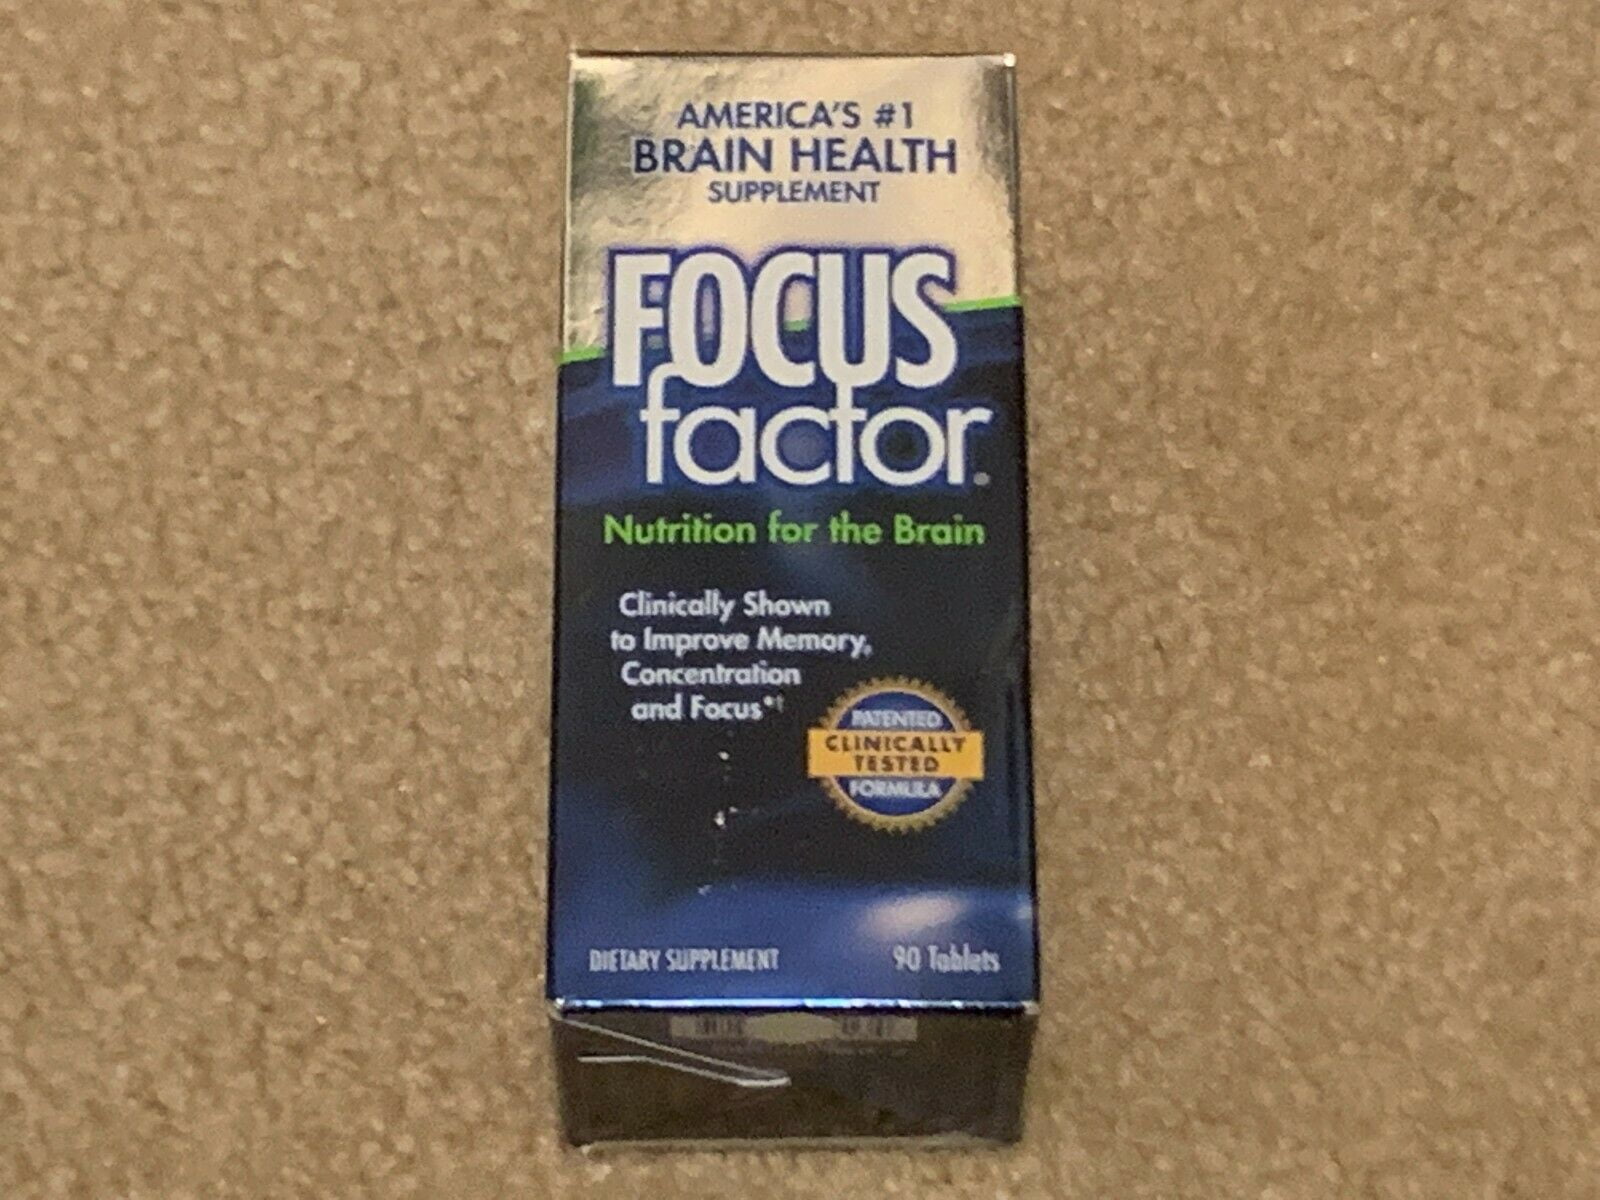 AMERICA'S #1
BRAIN HEALTH
SUPPLEMENT
FOCUS
factor®
Nutrition for the Brain
Clinically Shown
to Improve Memory,
Concentration
and Focus*†
PATENTED
CLINICALLY
TESTED
FORMULA
DIETARY SUPPLEMENT
90 Tablets